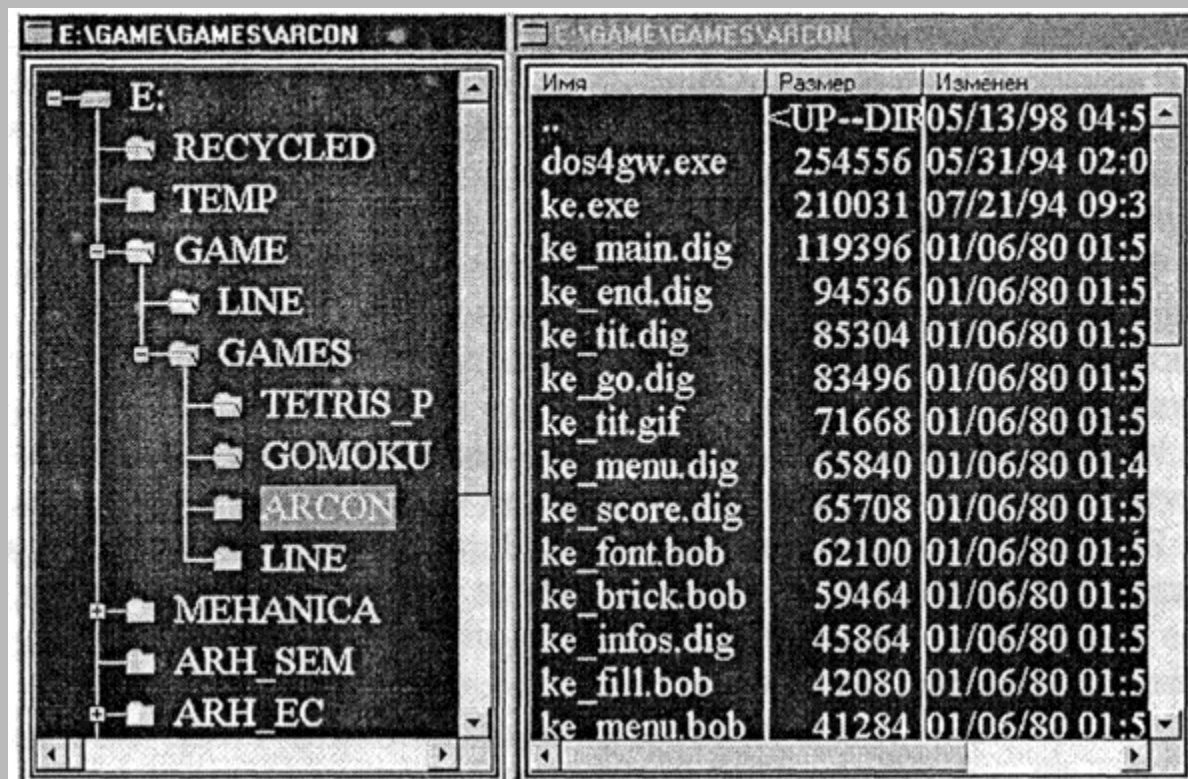 E:\GAME\GAMES\ARCON
E:
RECYCLED
TEMP
GAME
LINE
GAMES
TETRIS_P
GOMOKU
ARCON
LINE
MEHANICA
ARH_SEM
ARH_EC
E:\GAME\GAMES\ARCON
Имя Размер Изменен
.. <UP--DIR 05/13/98 04:5
dos4gw.exe 254556 05/31/94 02:0
ke.exe 210031 07/21/94 09:3
ke_main.dig 119396 01/06/80 01:5
ke_end.dig 94536 01/06/80 01:5
ke_tit.dig 85304 01/06/80 01:5
ke_go.dig 83496 01/06/80 01:5
ke_tit.gif 71668 01/06/80 01:5
ke_menu.dig 65840 01/06/80 01:4
ke_score.dig 65708 01/06/80 01:5
ke_font.bob 62100 01/06/80 01:5
ke_brick.bob 59464 01/06/80 01:5
ke_infos.dig 45864 01/06/80 01:5
ke_fill.bob 42080 01/06/80 01:5
ke_menu.bob 41284 01/06/80 01:5